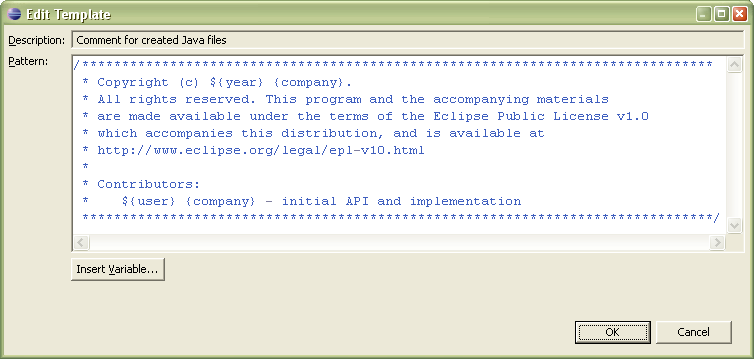 Edit Template
Description: Comment for created Java files
Pattern:
/*******************************************************************************
 * Copyright (c) ${year} {company}.
 * All rights reserved. This program and the accompanying materials
 * are made available under the terms of the Eclipse Public License v1.0
 * which accompanies this distribution, and is available at
 * http://www.eclipse.org/legal/epl-v10.html
 *
 * Contributors:
 *    ${user} {company} - initial API and implementation
 *******************************************************************************/
Insert Variable...
OK Cancel